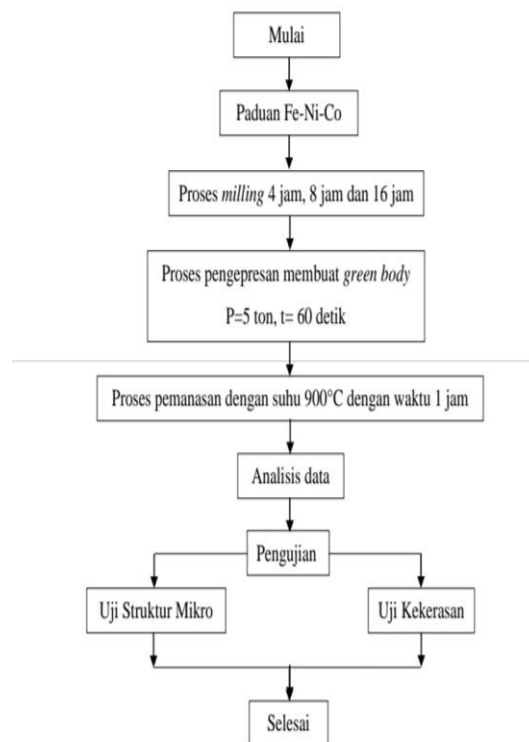 Mulai
Paduan Fe-Ni-Co
Proses milling 4 jam, 8 jam dan 16 jam
Proses pengepresan membuat green body
P=5 ton, t= 60 detik
Proses pemanasan dengan suhu 900°C dengan waktu 1 jam
Analisis data
Pengujian
Uji Struktur Mikro
Uji Kekerasan
Selesai